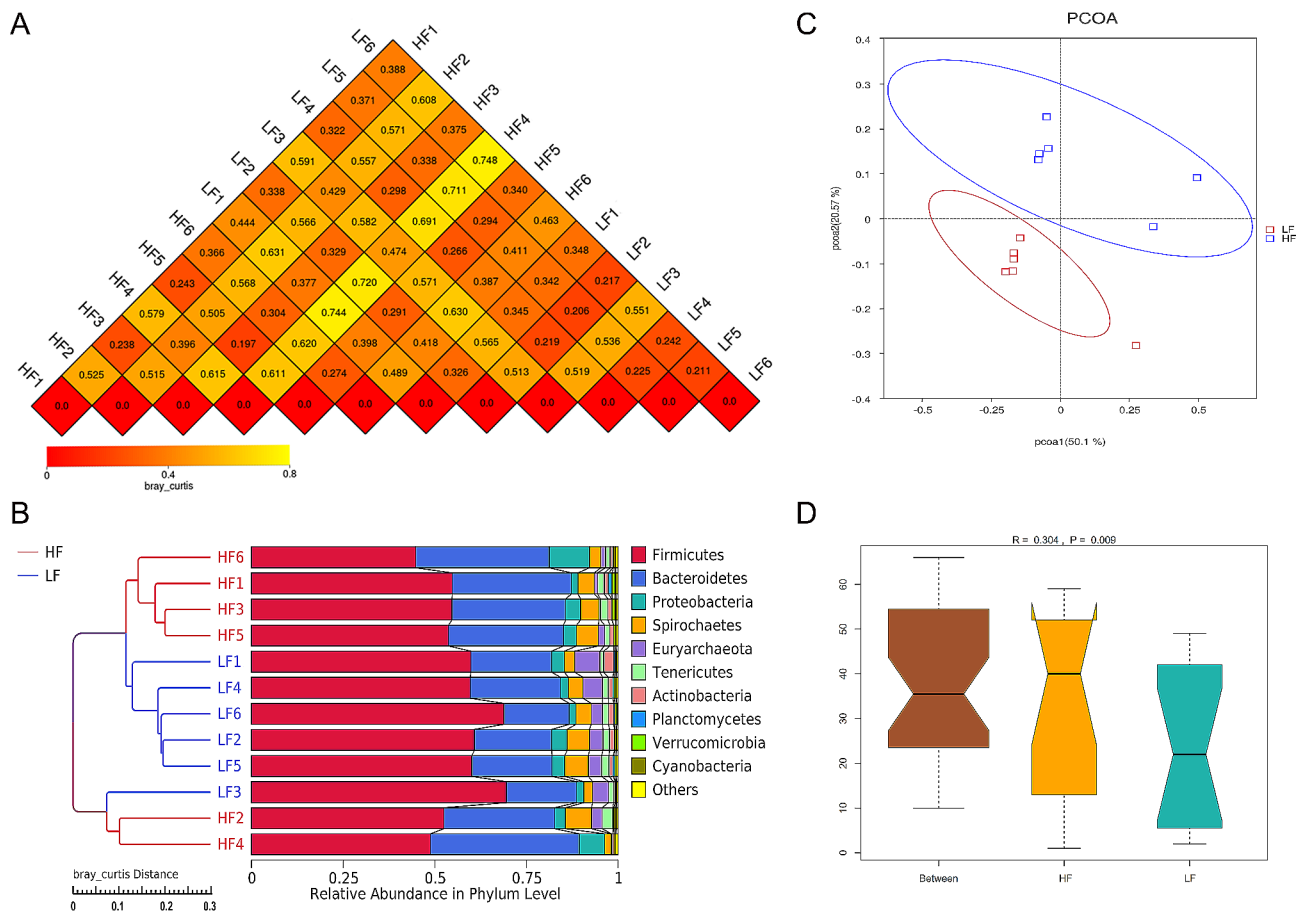 A
LF6 HF1
LF5 0.388 HF2
LF4 0.371 0.608 HF3
LF3 0.322 0.571 0.375 HF4
LF2 0.591 0.557 0.338 0.748 HF5
LF1 0.338 0.429 0.298 0.711 0.340 HF6
HF6 0.444 0.566 0.582 0.691 0.294 0.463 LF1
HF5 0.366 0.631 0.329 0.474 0.266 0.411 0.348 LF2
HF4 0.243 0.568 0.377 0.720 0.571 0.387 0.342 0.217 LF3
HF3 0.579 0.505 0.304 0.744 0.291 0.630 0.345 0.206 0.551 LF4
HF2 0.238 0.396 0.197 0.620 0.398 0.418 0.565 0.219 0.536 0.242 LF5
HF1 0.525 0.515 0.615 0.611 0.274 0.489 0.326 0.513 0.519 0.225 0.211 LF6
0.0 0.0 0.0 0.0 0.0 0.0 0.0 0.0 0.0 0.0 0.0 0.0
0 0.4 0.8
bray_curtis
C
PCOA
0.4
0.3
0.2
0.1
0
-0.1
-0.2
-0.3
-0.4
pcoa2(20.57 %)
-0.5 -0.25 0 0.25 0.5
pcoa1(50.1 %)
LF
HF
B
HF
LF
HF6
HF1
HF3
HF5
LF1
LF4
LF6
LF2
LF5
LF3
HF2
HF4
bray_curtis Distance
0 0.1 0.2 0.3
0 0.25 0.5 0.75 1
Relative Abundance in Phylum Level
Firmicutes
Bacteroidetes
Proteobacteria
Spirochaetes
Euryarchaeota
Tenericutes
Actinobacteria
Planctomycetes
Verrucomicrobia
Cyanobacteria
Others
D
R = 0.304 , P = 0.009
60
50
40
30
20
10
0
Between HF LF